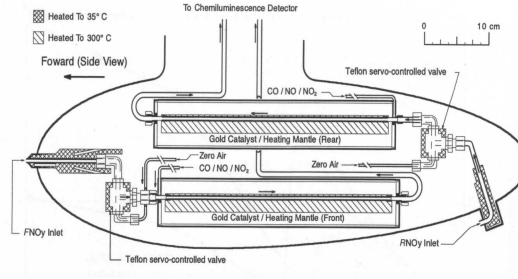 To Chemiluminescence Detector
Heated To 35° C
Heated To 300° C
Foward (Side View)
0 10 cm
Teflon servo-controlled valve
CO / NO / NO₂
Gold Catalyst / Heating Mantle (Rear)
Zero Air
Zero Air
CO / NO / NO₂
Gold Catalyst / Heating Mantle (Front)
FNOy Inlet
RNOy Inlet
Teflon servo-controlled valve